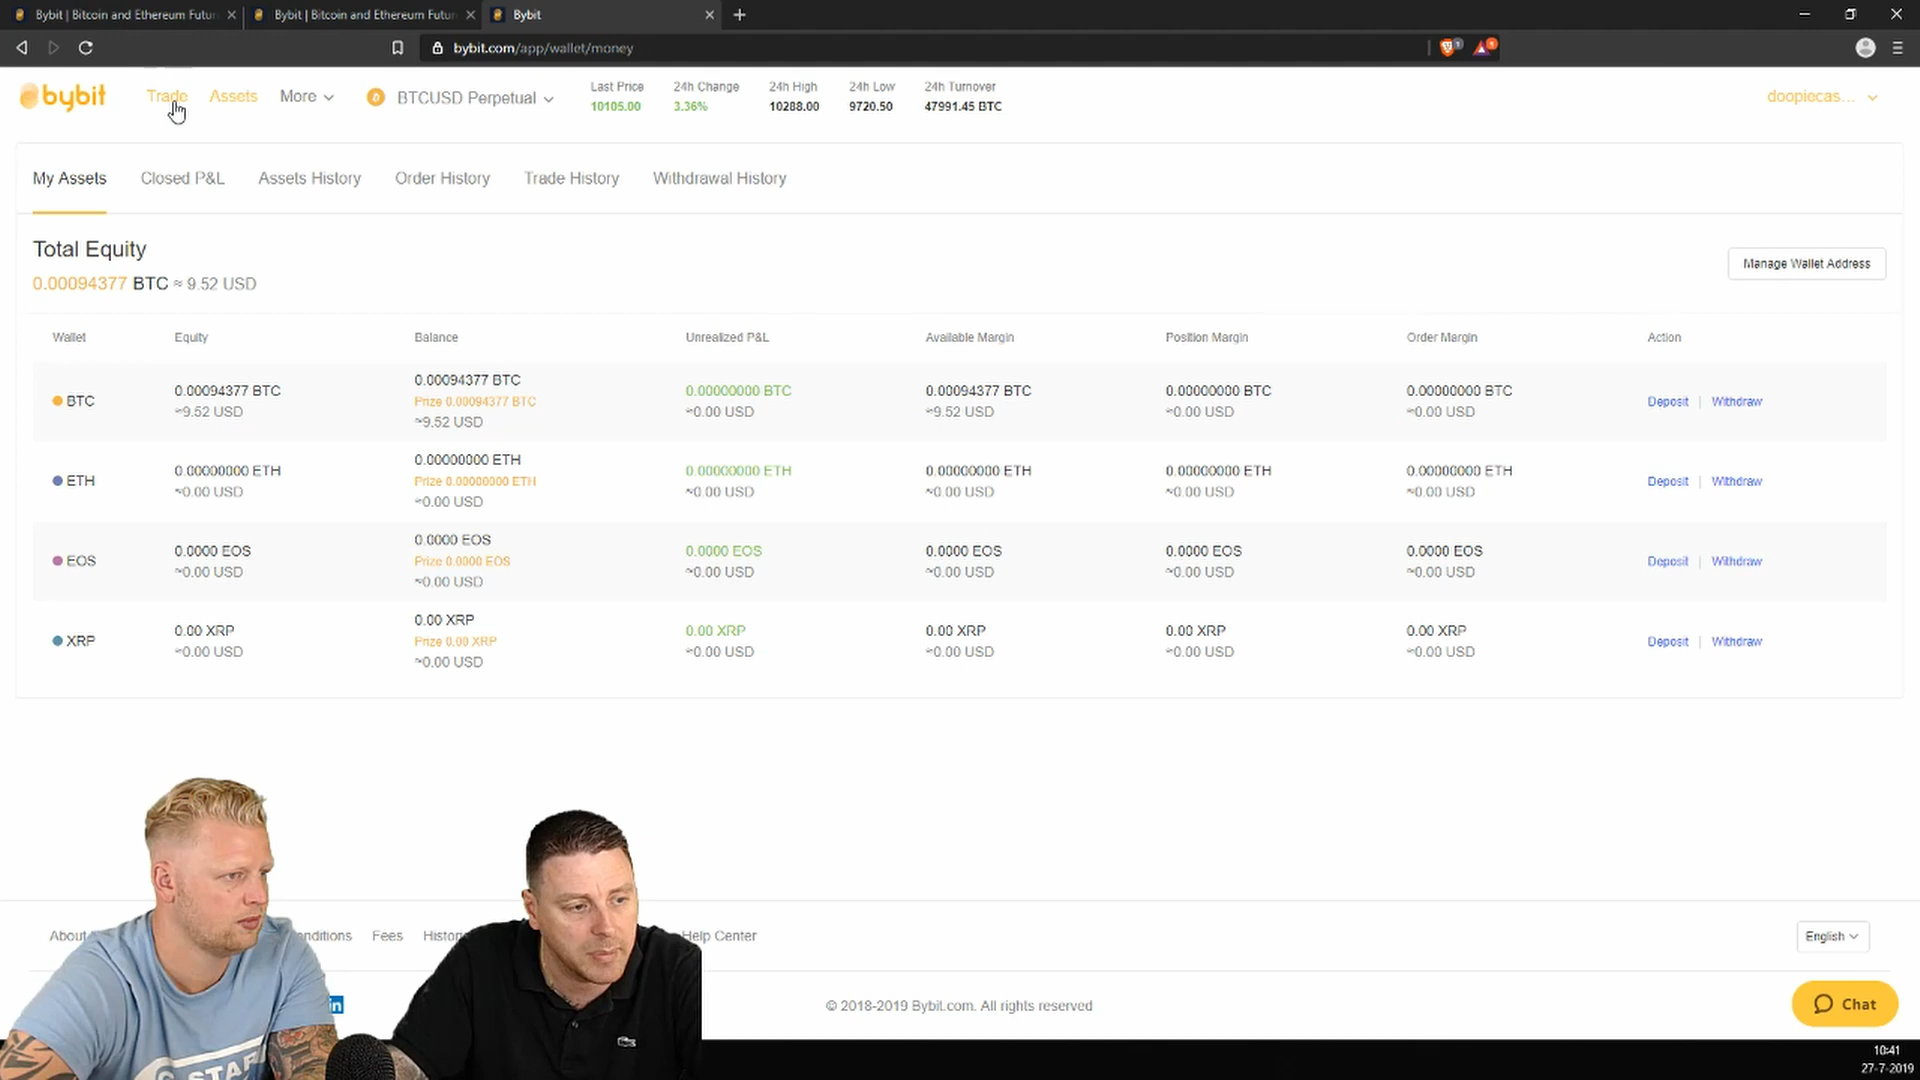 Bybit | Bitcoin and Ethereum Futur
Bybit | Bitcoin and Ethereum Futur
Bybit
bybit.com/app/wallet/money
bybit
Trade
Assets
More
BTCUSD Perpetual
Last Price
10105.00
24h Change
3.36%
24h High
10288.00
24h Low
9720.50
24h Turnover
47991.45 BTC
doopiecas...
My Assets
Closed P&L
Assets History
Order History
Trade History
Withdrawal History
Total Equity
0.00094377 BTC ≈ 9.52 USD
Manage Wallet Address
Wallet
Equity
Balance
Unrealized P&L
Available Margin
Position Margin
Order Margin
Action
BTC
0.00094377 BTC
≈9.52 USD
0.00094377 BTC
Prize 0.00094377 BTC
≈9.52 USD
0.00000000 BTC
≈0.00 USD
0.00094377 BTC
≈9.52 USD
0.00000000 BTC
≈0.00 USD
0.00000000 BTC
≈0.00 USD
Deposit | Withdraw
ETH
0.00000000 ETH
≈0.00 USD
0.00000000 ETH
Prize 0.00000000 ETH
≈0.00 USD
0.00000000 ETH
≈0.00 USD
0.00000000 ETH
≈0.00 USD
0.00000000 ETH
≈0.00 USD
0.00000000 ETH
≈0.00 USD
Deposit | Withdraw
EOS
0.0000 EOS
≈0.00 USD
0.0000 EOS
Prize 0.0000 EOS
≈0.00 USD
0.0000 EOS
≈0.00 USD
0.0000 EOS
≈0.00 USD
0.0000 EOS
≈0.00 USD
0.0000 EOS
≈0.00 USD
Deposit | Withdraw
XRP
0.00 XRP
≈0.00 USD
0.00 XRP
Prize 0.00 XRP
≈0.00 USD
0.00 XRP
≈0.00 USD
0.00 XRP
≈0.00 USD
0.00 XRP
≈0.00 USD
0.00 XRP
≈0.00 USD
Deposit | Withdraw
About
nditions
Fees
Histor
Help Center
English
in
© 2018-2019 Bybit.com. All rights reserved
Chat
G-STAR
10:41
27-7-2019